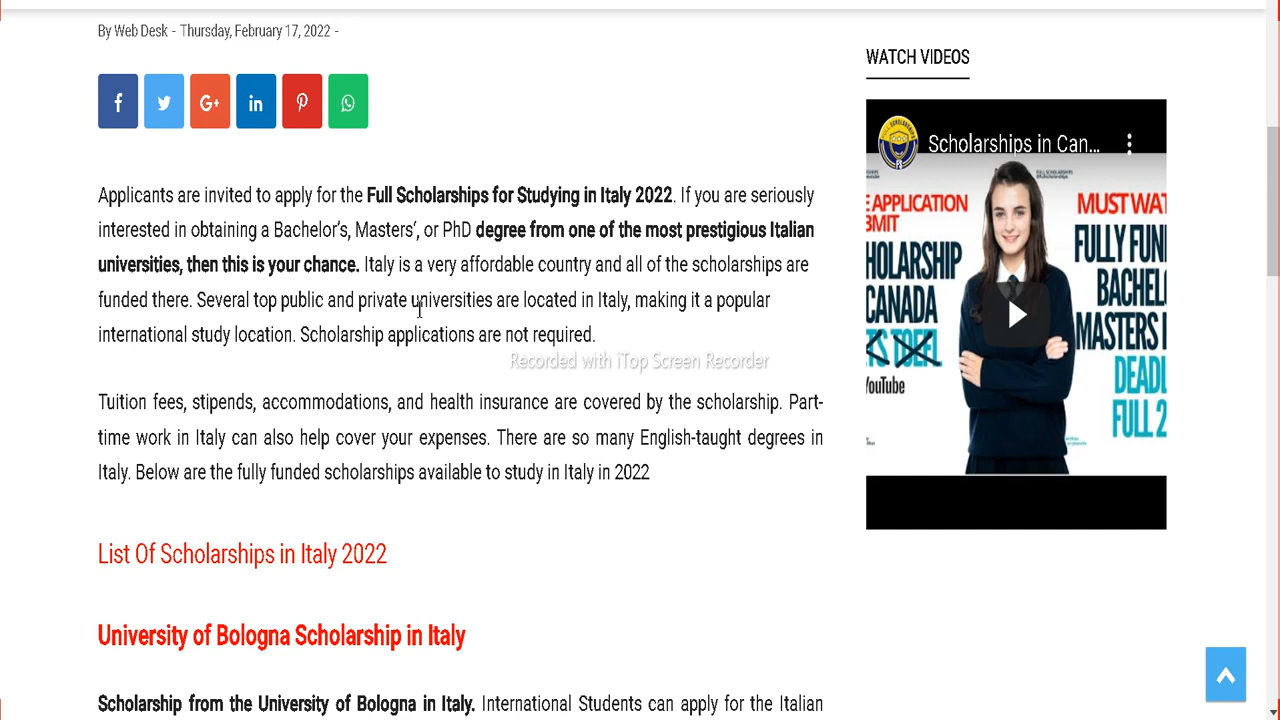 By Web Desk - Thursday, February 17, 2022 -
WATCH VIDEOS
f
G+
in
Scholarships in Can...
Applicants are invited to apply for the Full Scholarships for Studying in Italy 2022. If you are seriously
interested in obtaining a Bachelor's, Masters', or PhD degree from one of the most prestigious Italian
universities, then this is your chance. Italy is a very affordable country and all of the scholarships are
funded there. Several top public and private universities are located in Italy, making it a popular
international study location. Scholarship applications are not required.
Recorded with iTop Screen Recorder
Tuition fees, stipends, accommodations, and health insurance are covered by the scholarship. Part-
time work in Italy can also help cover your expenses. There are so many English-taught degrees in
Italy. Below are the fully funded scholarships available to study in Italy in 2022
List Of Scholarships in Italy 2022
University of Bologna Scholarship in Italy
Scholarship from the University of Bologna in Italy. International Students can apply for the Italian
E APPLICATION
BMIT
HOLARSHIP
CANADA
TS TOEFL
YouTube
MUST WAT
FULLY FUN
BACHEL
MASTERS
DEADL
FULL 2